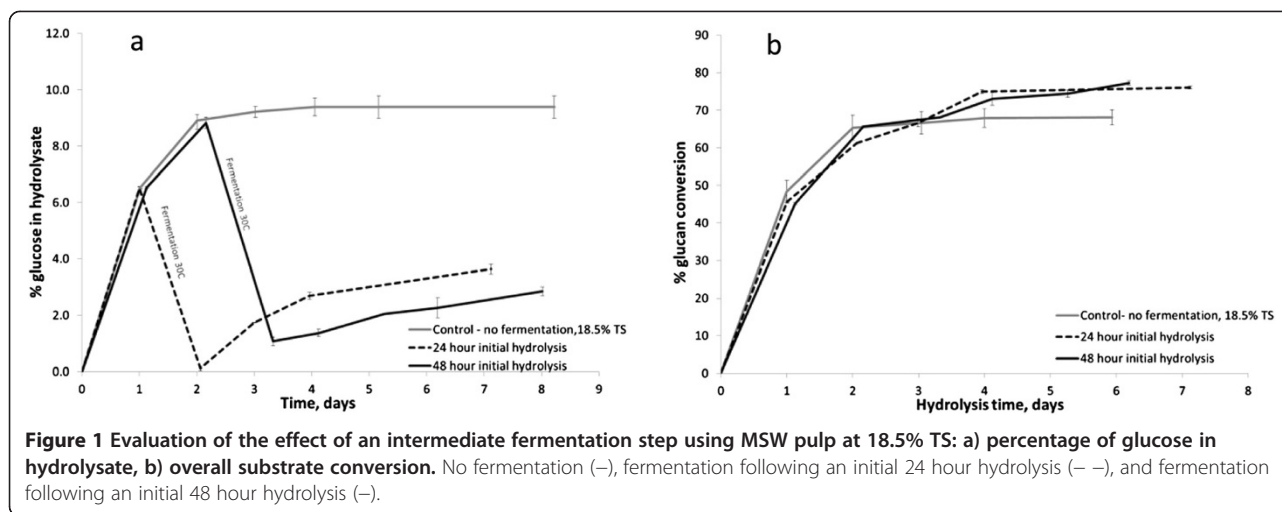 a
% glucose in hydrolysate
12.0
10.0
8.0
6.0
4.0
2.0
0.0
0 1 2 3 4 5 6 7 8 9
Time, days
Fermentation 30C
Fermentation 30C
Control- no fermentation,18.5% TS
24 hour initial hydrolysis
48 hour initial hydrolysis
b
% glucan conversion
90
80
70
60
50
40
30
20
10
0
0 1 2 3 4 5 6 7 8
Hydrolysis time, days
Control- no fermentation, 18.5% TS
24 hour initial hydrolysis
48 hour initial hydrolysis
Figure 1 Evaluation of the effect of an intermediate fermentation step using MSW pulp at 18.5% TS: a) percentage of glucose in
hydrolysate, b) overall substrate conversion. No fermentation (−), fermentation following an initial 24 hour hydrolysis (− −), and fermentation
following an initial 48 hour hydrolysis (−).